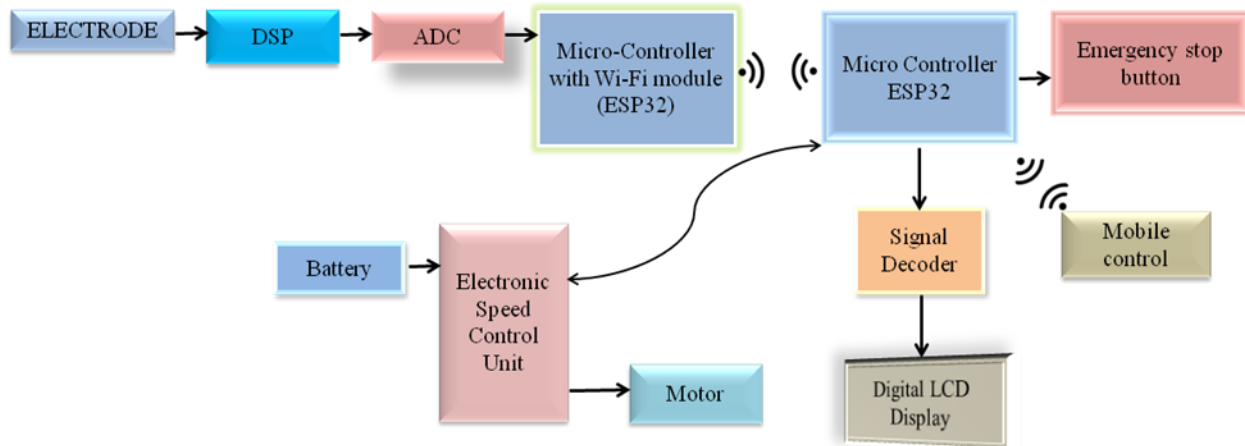 ELECTRODE
DSP
ADC
Micro-Controller
with Wi-Fi module
(ESP32)
Micro Controller
ESP32
Emergency stop
button
Battery
Electronic
Speed
Control
Unit
Motor
Signal
Decoder
Mobile
control
Digital LCD
Display